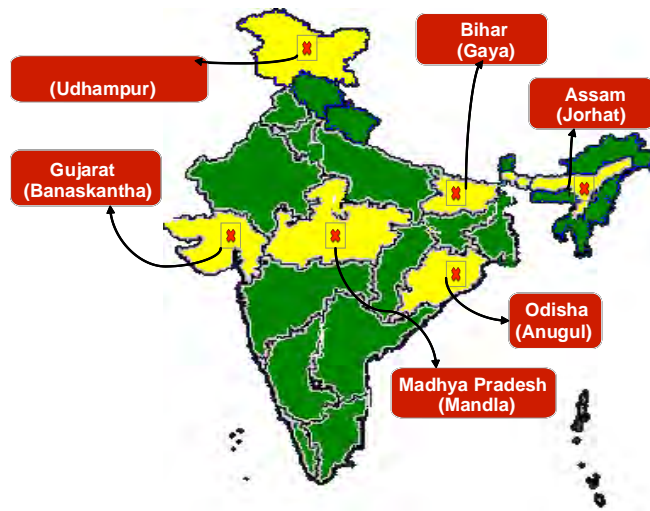 Bihar
(Gaya)
(Udhampur)
Assam
(Jorhat)
Gujarat
(Banaskantha)
Odisha
(Anugul)
Madhya Pradesh
(Mandla)